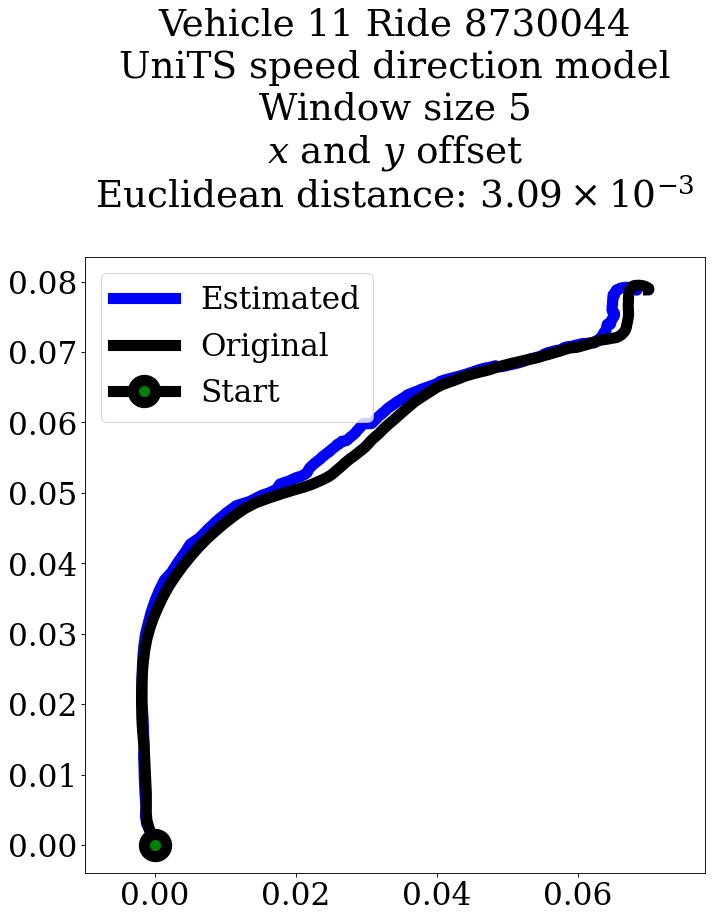 Vehicle 11 Ride 8730044
UniTS speed direction model
Window size 5
x and y offset
Euclidean distance: 3.09 × 10⁻³
Estimated
Original
Start
0.08
0.07
0.06
0.05
0.04
0.03
0.02
0.01
0.00
0.00 0.02 0.04 0.06